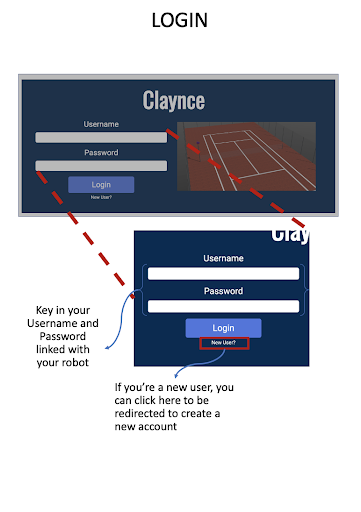 LOGIN
Claynce
Username
Password
Login
New User?
Clay
Username
Password
Login
New User?
Key in your
Username and
Password
linked with
your robot
If you're a new user, you
can click here to be
redirected to create a
new account